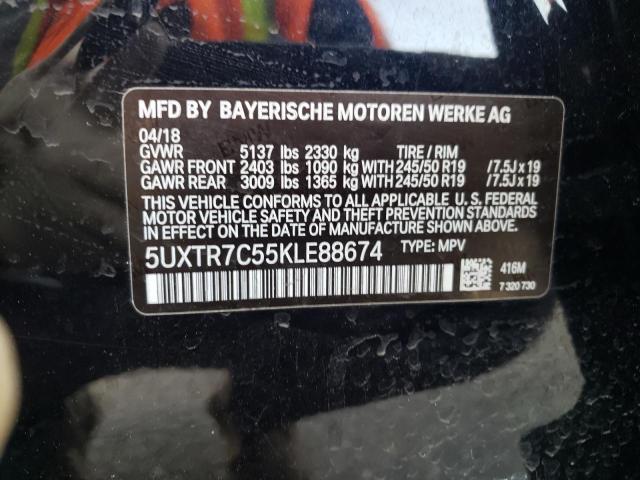 MFD BY BAYERISCHE MOTOREN WERKE AG
04/18
GVWR 5137 lbs 2330 kg TIRE / RIM
GAWR FRONT 2403 lbs 1090 kg WITH 245/50 R19 /7.5J x 19
GAWR REAR 3009 lbs 1365 kg WITH 245/50 R19 /7.5J x 19
THIS VEHICLE CONFORMS TO ALL APPLICABLE U. S. FEDERAL
MOTOR VEHICLE SAFETY AND THEFT PREVENTION STANDARDS
IN EFFECT ON THE DATE OF MANUFACTURE SHOWN ABOVE.
5UXTR7C55KLE88674 TYPE: MPV
416M
7 320 730